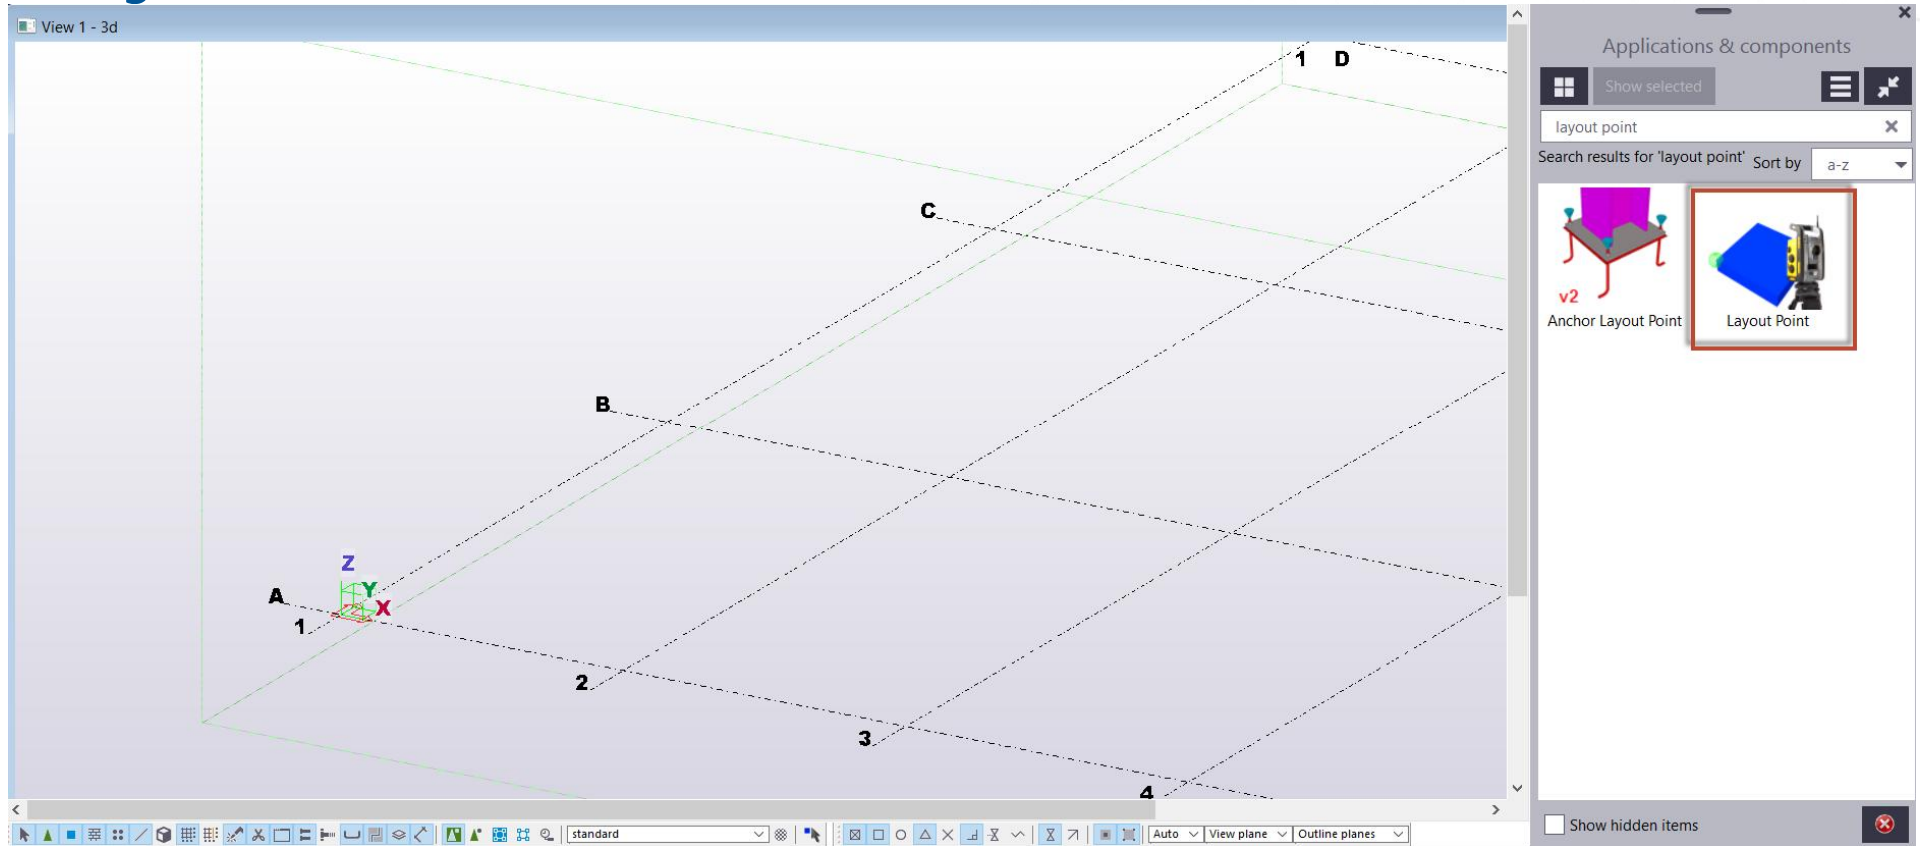 View 1 - 3d
1 D
C
B
Z
Y
A
X
1
2
3
4
standard
Auto
View plane
Outline planes
Applications & components
Show selected
layout point
Search results for 'layout point'
Sort by
a-z
v2
Anchor Layout Point
Layout Point
Show hidden items